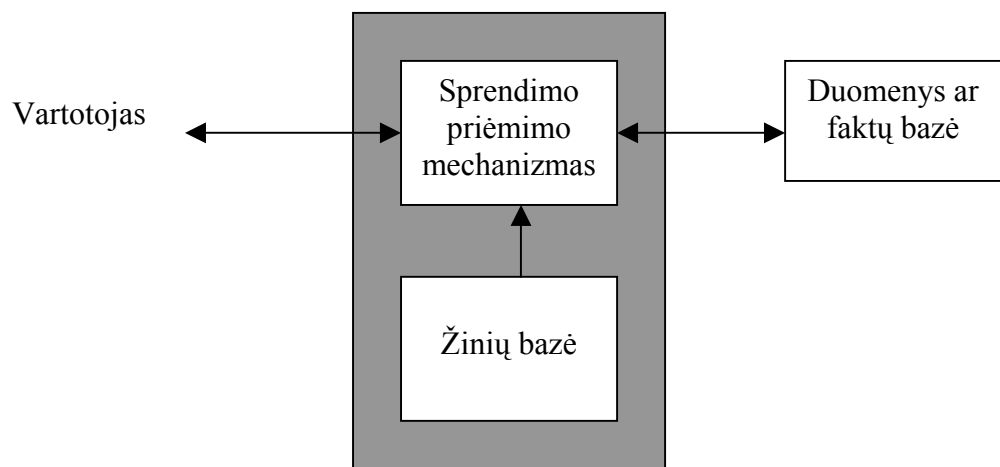 Vartotojas
Sprendimo
priėmimo
mechanizmas
Duomenys ar
faktų bazė
Žinių bazė